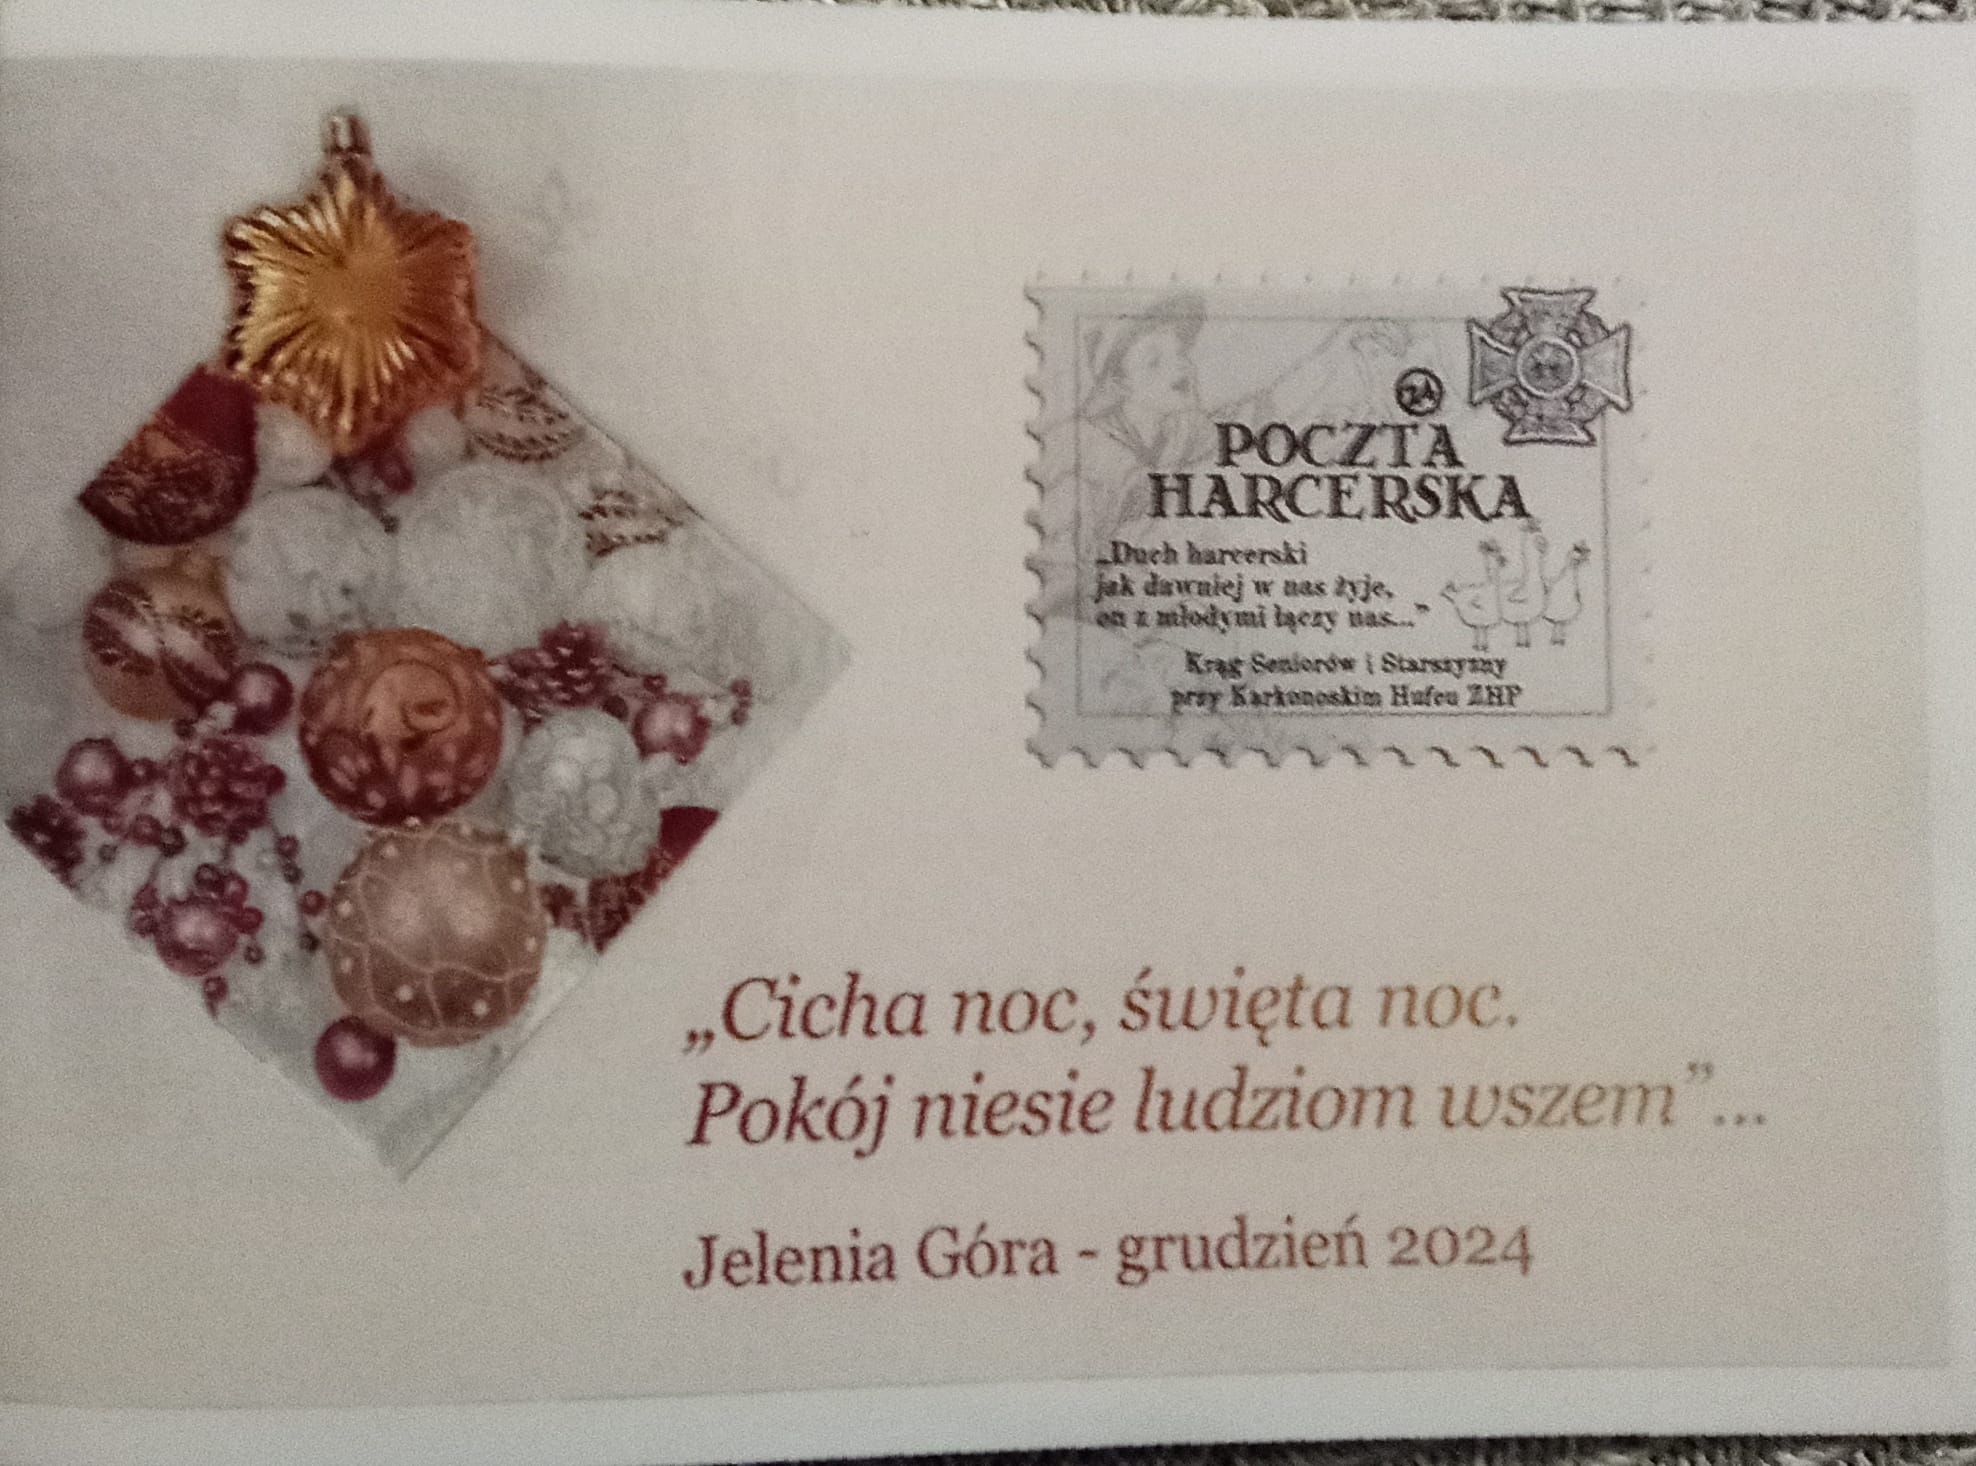 24
POCZTA
HARCERSKA
„Duch harcerski
jak dawniej w nas żyje,
on z młodymi łączy nas...”
Krąg Seniorów i Starszyzny
przy Karkonoskim Hufcu ZHP
„Cicha noc, święta noc.
Pokój niesie ludziom wszem”...
Jelenia Góra - grudzień 2024